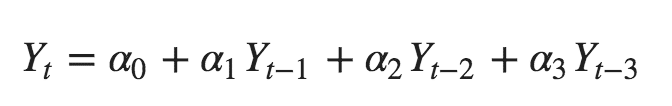 Yₜ = α₀ + α₁ Yₜ₋₁ + α₂ Yₜ₋₂ + α₃ Yₜ₋₃